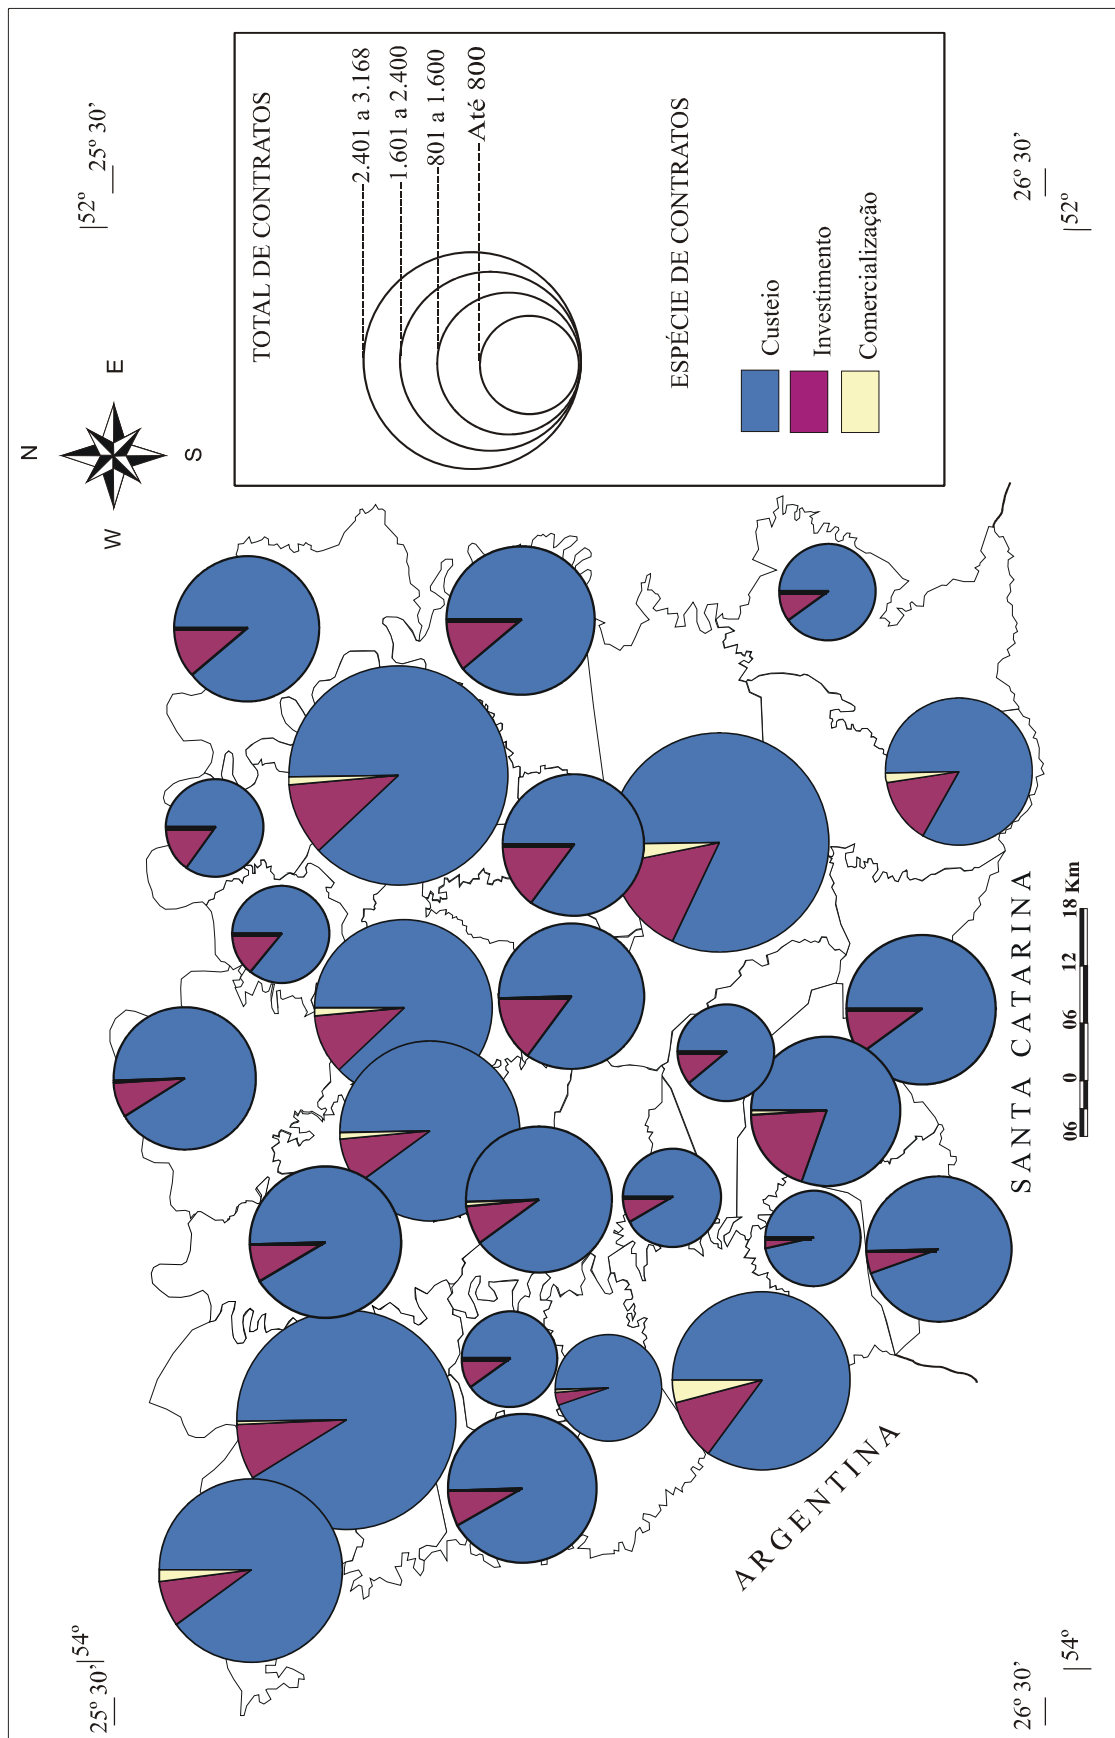 N
E
S
W
TOTAL DE CONTRATOS
2.401 a 3.168
1.601 a 2.400
801 a 1.600
Até 800
ESPÉCIE DE CONTRATOS
Custeio
Investimento
Comercialização
52º
25º 30’
26º 30’
52º
54º
25º 30’
26º 30’
54º
ARGENTINA
SANTA CATARINA
06 0 06 12 18 Km